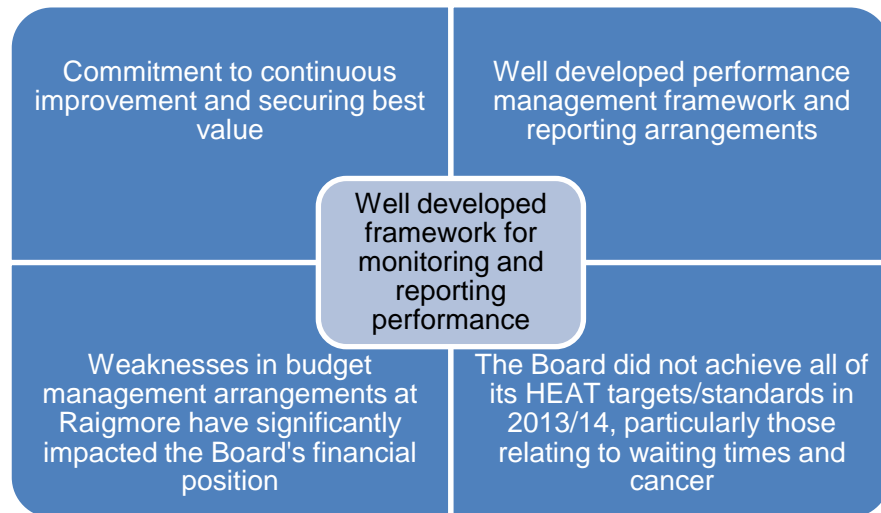 Commitment to continuous
improvement and securing best
value
Well developed performance
management framework and
reporting arrangements
Well developed
framework for
monitoring and
reporting
performance
Weaknesses in budget
management arrangements at
Raigmore have significantly
impacted the Board's financial
position
The Board did not achieve all of
its HEAT targets/standards in
2013/14, particularly those
relating to waiting times and
cancer